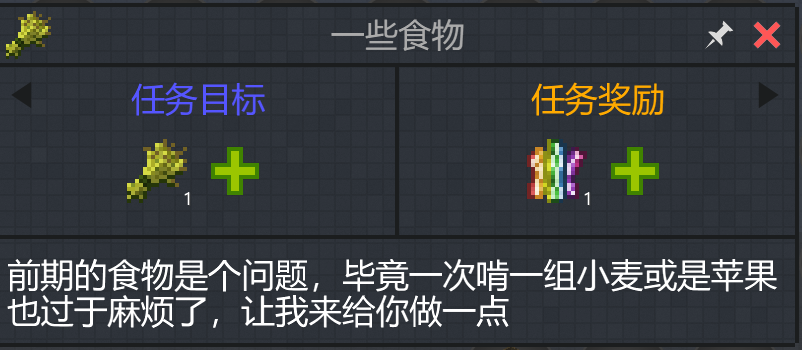 一些食物
任务目标
任务奖励
1
1
前期的食物是个问题，毕竟一次啃一组小麦或是苹果
也过于麻烦了，让我来给你做一点